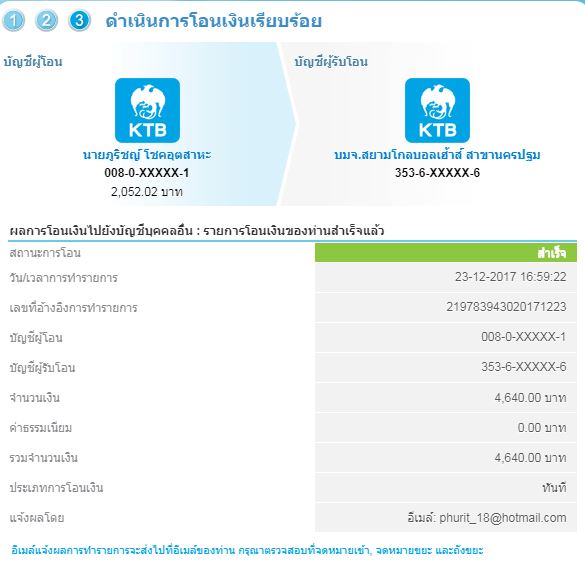 1 2 3 ดำเนินการโอนเงินเรียบร้อย
บัญชีผู้โอน บัญชีผู้รับโอน
KTB KTB
นายภูริชญ์ โชคอุตสาหะ บมจ.สยามโกลบอลเฮ้าส์ สาขานครปฐม
008-0-XXXXX-1 353-6-XXXXX-6
2,052.02 บาท
ผลการโอนเงินไปยังบัญชีบุคคลอื่น : รายการโอนเงินของท่านสำเร็จแล้ว
สถานะการโอน สำเร็จ
วัน/เวลาการทำรายการ 23-12-2017 16:59:22
เลขที่อ้างอิงการทำรายการ 219783943020171223
บัญชีผู้โอน 008-0-XXXXX-1
บัญชีผู้รับโอน 353-6-XXXXX-6
จำนวนเงิน 4,640.00 บาท
ค่าธรรมเนียม 0.00 บาท
รวมจำนวนเงิน 4,640.00 บาท
ประเภทการโอนเงิน ทันที
แจ้งผลโดย อีเมล์: phurit_18@hotmail.com
อีเมล์แจ้งผลการทำรายการจะส่งไปที่อีเมล์ของท่าน กรุณาตรวจสอบที่จดหมายเข้า, จดหมายขยะ และถังขยะ